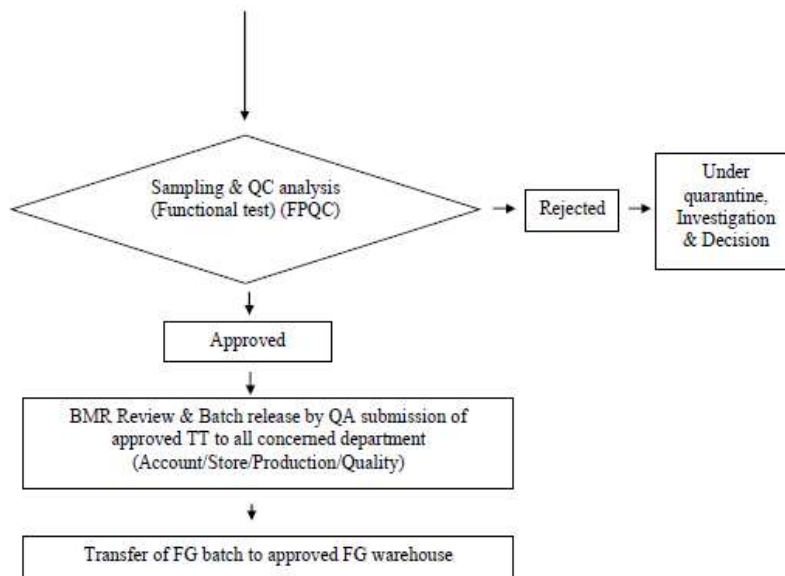 Sampling & QC analysis
(Functional test) (FPQC)
Rejected
Under
quarantine,
Investigation
& Decision
Approved
BMR Review & Batch release by QA submission of
approved TT to all concerned department
(Account/Store/Production/Quality)
Transfer of FG batch to approved FG warehouse